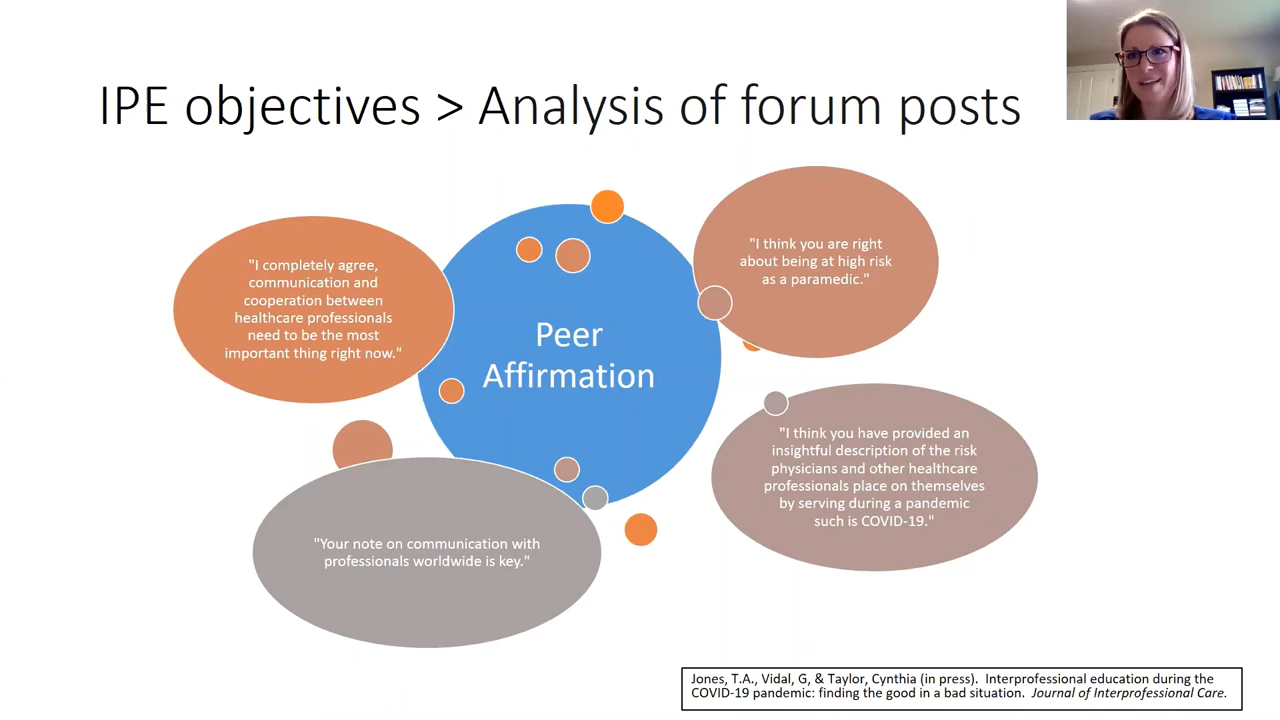 IPE objectives > Analysis of forum posts
"I completely agree,
communication and
cooperation between
healthcare professionals
need to be the most
important thing right now."
Peer
Affirmation
"I think you are right
about being at high risk
as a paramedic."
"I think you have provided an
insightful description of the risk
physicians and other healthcare
professionals place on themselves
by serving during a pandemic
such is COVID-19."
"Your note on communication with
professionals worldwide is key."
Jones, T.A., Vidal, G, & Taylor, Cynthia (in press).  Interprofessional education during the
COVID-19 pandemic: finding the good in a bad situation.  Journal of Interprofessional Care.